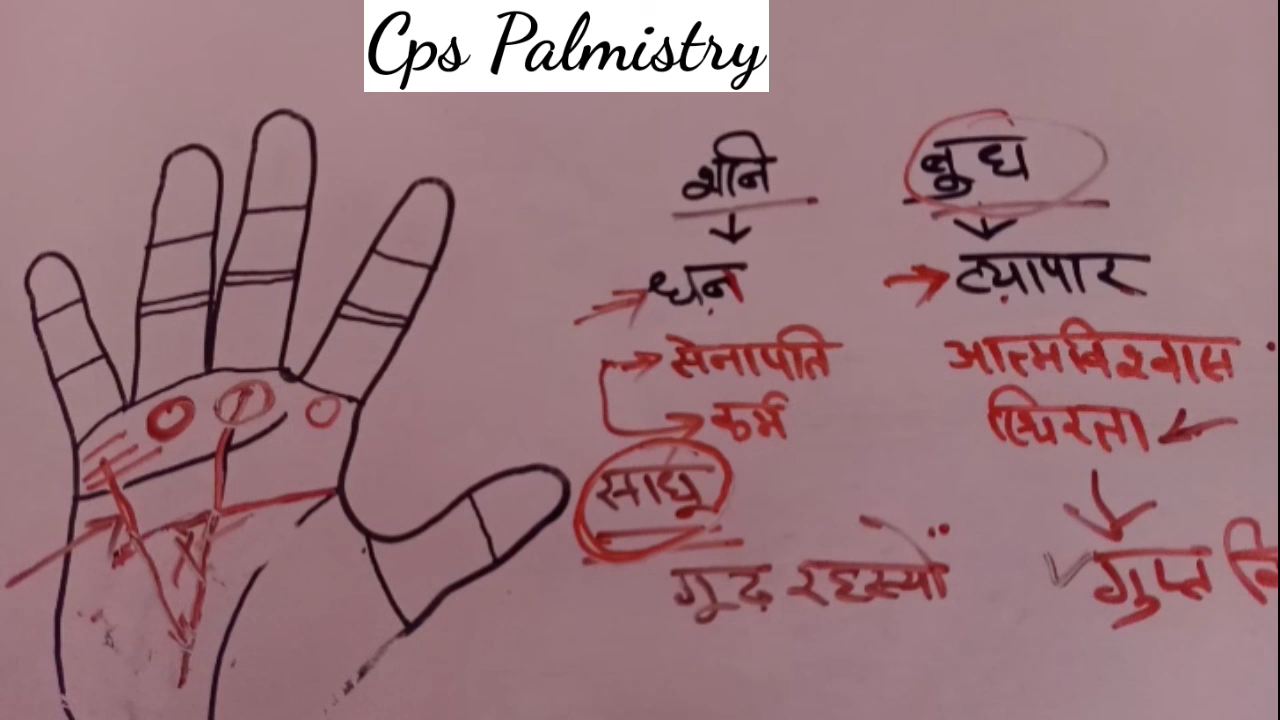 Cps Palmistry
शनि
धन
सेनापति
कर्म
साधु
गूढ़ रहस्यों
बुध
व्यापार
आत्मविश्वास
स्थिरता
गुप्त